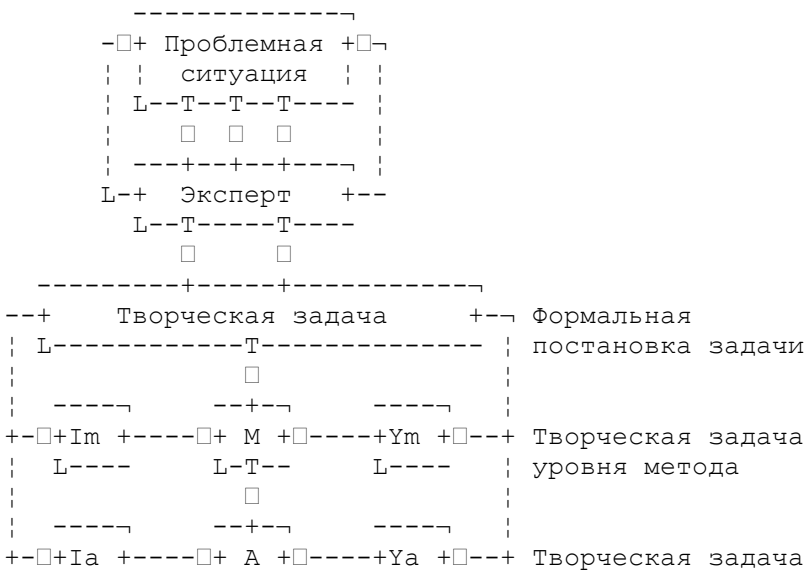 Проблемная
ситуация
Эксперт
Творческая задача Формальная
постановка задачи
Im M Ym Творческая задача
уровня метода
Ia A Ya Творческая задача